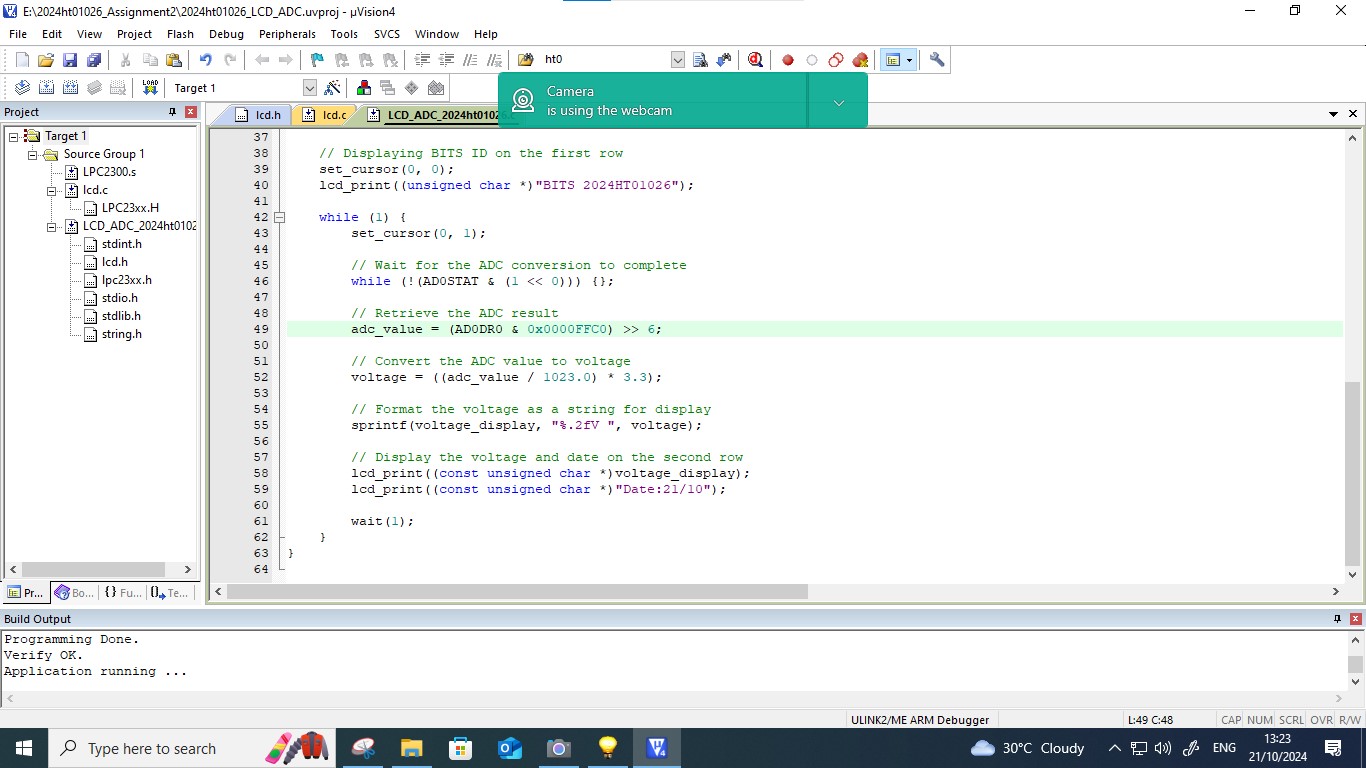 E:\2024ht01026_Assignment2\2024ht01026_LCD_ADC.uvproj - µVision4
File Edit View Project Flash Debug Peripherals Tools SVCS Window Help
ht0
LOAD
Target 1
Camera
is using the webcam
Project
lcd.h lcd.c LCD_ADC_2024ht01026.c
Target 1
Source Group 1
LPC2300.s
lcd.c
LPC23xx.H
LCD_ADC_2024ht0102
stdint.h
lcd.h
lpc23xx.h
stdio.h
stdlib.h
string.h
Pr... Bo... {} Fu... Te...
37
38 // Displaying BITS ID on the first row
39 set_cursor(0, 0);
40 lcd_print((unsigned char *)"BITS 2024HT01026");
41
42 while (1) {
43 set_cursor(0, 1);
44
45 // Wait for the ADC conversion to complete
46 while (!(AD0STAT & (1 << 0))) {};
47
48 // Retrieve the ADC result
49 adc_value = (AD0DR0 & 0x0000FFC0) >> 6;
50
51 // Convert the ADC value to voltage
52 voltage = ((adc_value / 1023.0) * 3.3);
53
54 // Format the voltage as a string for display
55 sprintf(voltage_display, "%.2fV ", voltage);
56
57 // Display the voltage and date on the second row
58 lcd_print((const unsigned char *)voltage_display);
59 lcd_print((const unsigned char *)"Date:21/10");
60
61 wait(1);
62 }
63 }
64
Build Output
Programming Done.
Verify OK.
Application running ...
ULINK2/ME ARM Debugger L:49 C:48 CAP NUM SCRL OVR R/W
Type here to search
30°C Cloudy
ENG
13:23
21/10/2024